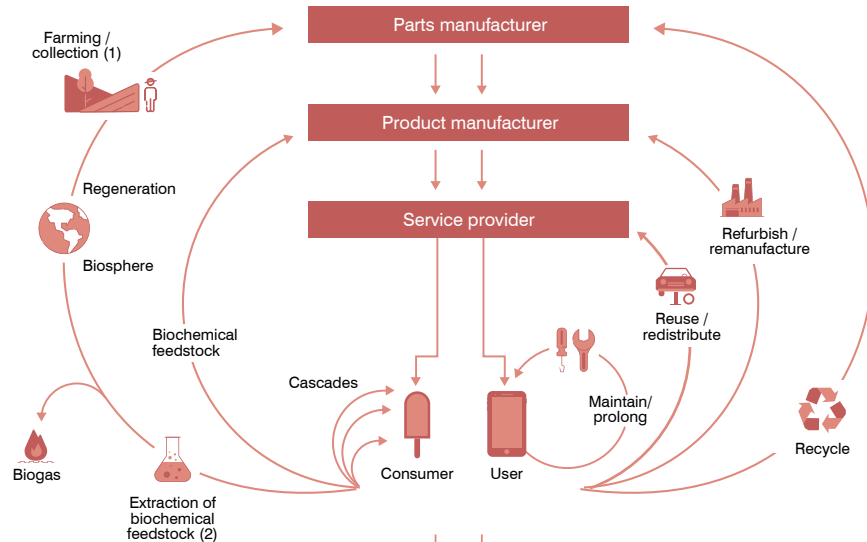 Parts manufacturer
Farming /
collection (1)
Product manufacturer
Regeneration
Service provider
Refurbish /
remanufacture
Biosphere
Reuse /
redistribute
Biochemical
feedstock
Cascades
Maintain/
prolong
Biogas
Consumer
User
Recycle
Extraction of
biochemical
feedstock (2)